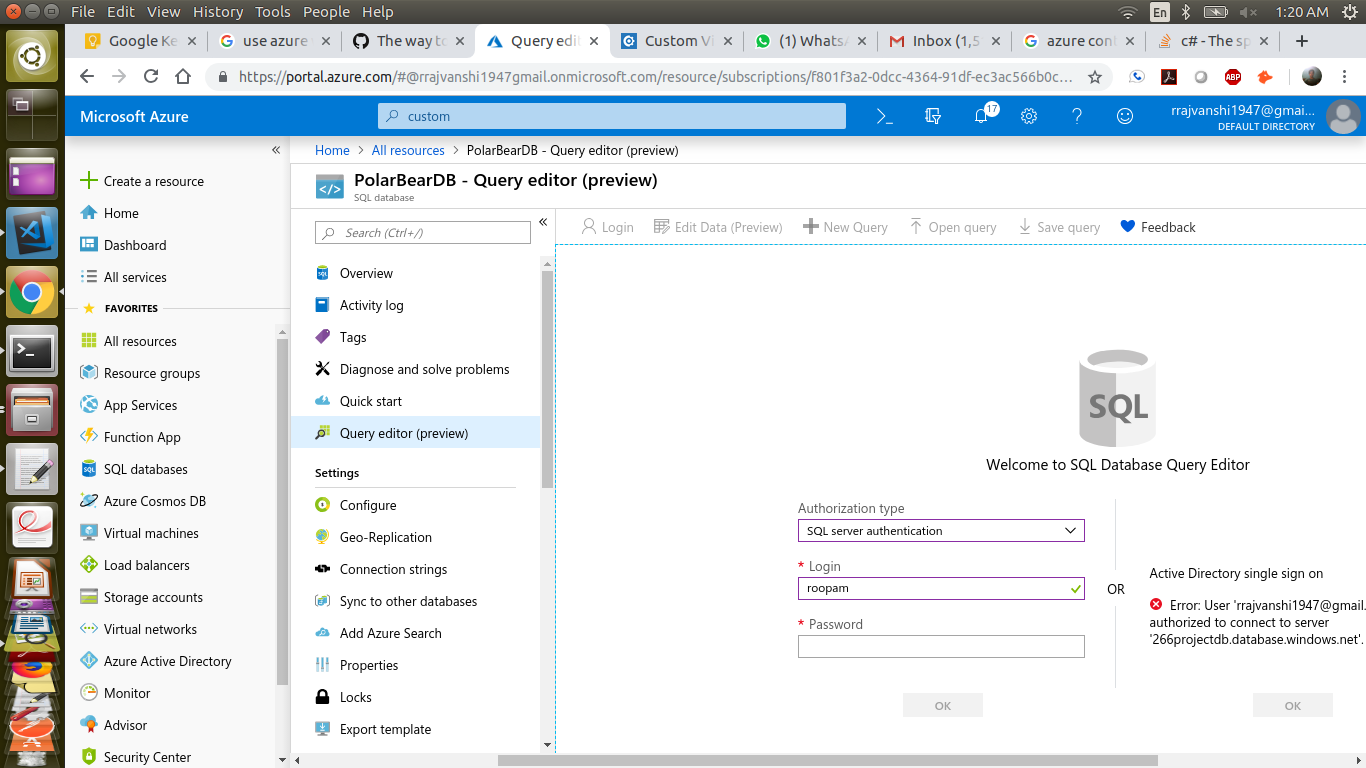 File Edit View History Tools People Help
En
1:20 AM
Google Ke
use azure
The way to
Query edit
Custom Vi
(1) WhatsA
Inbox (1,5
azure con
c# - The sp
https://portal.azure.com/#@rrajvanshi1947gmail.onmicrosoft.com/resource/subscriptions/f801f3a2-0dcc-4364-91df-ec3ac566b0c...
ABP
Microsoft Azure
custom
17
rrajvanshi1947@gmai...
DEFAULT DIRECTORY
Create a resource
Home
Dashboard
All services
FAVORITES
All resources
Resource groups
App Services
Function App
SQL databases
Azure Cosmos DB
Virtual machines
Load balancers
Storage accounts
Virtual networks
Azure Active Directory
Monitor
Advisor
Security Center
Home > All resources > PolarBearDB - Query editor (preview)
PolarBearDB - Query editor (preview)
SQL database
Search (Ctrl+/)
Overview
Activity log
Tags
Diagnose and solve problems
Quick start
Query editor (preview)
Settings
Configure
Geo-Replication
Connection strings
Sync to other databases
Add Azure Search
Properties
Locks
Export template
Login
Edit Data (Preview)
New Query
Open query
Save query
Feedback
SQL
Welcome to SQL Database Query Editor
Authorization type
SQL server authentication
* Login
roopam
* Password
OK
OR
Active Directory single sign on
Error: User 'rrajvanshi1947@gmail.
authorized to connect to server
'266projectdb.database.windows.net'.
OK